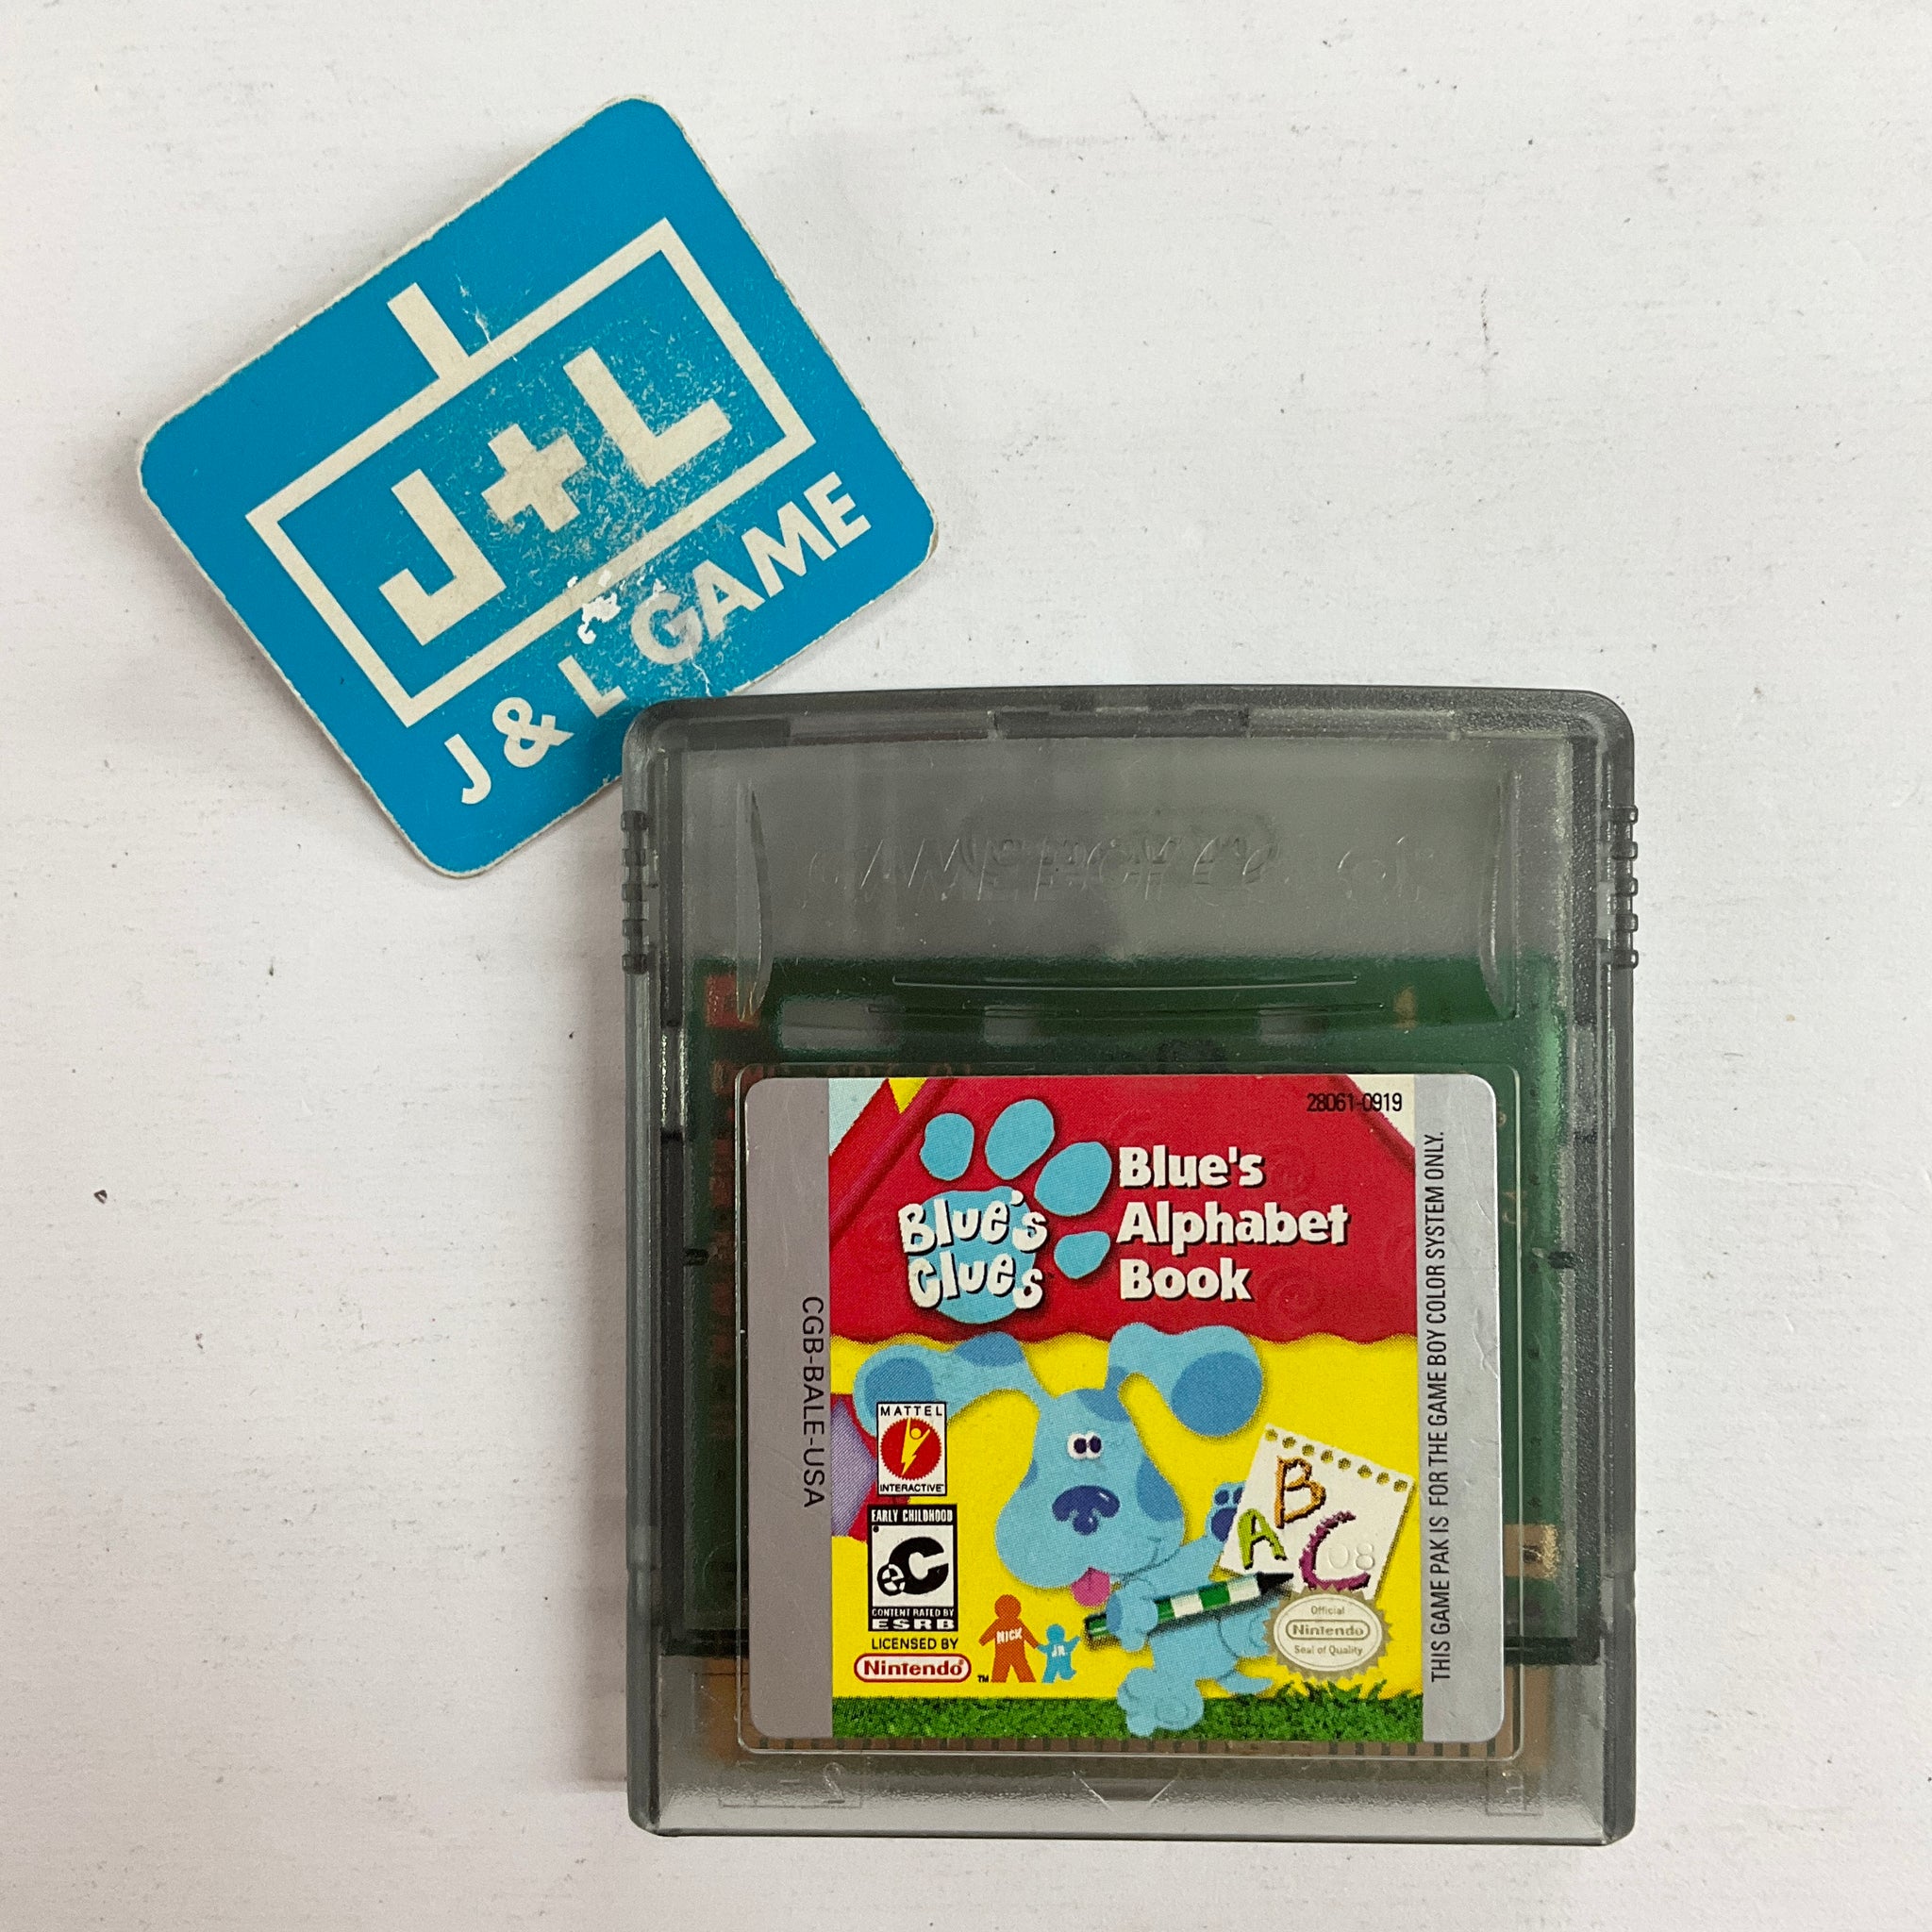 J+L
J & L GAME
GAME BOY COLOR
28061-0919
Blue's
Clues
Blue's
Alphabet
Book
CGB-BALE-USA
THIS GAME PAK IS FOR THE GAME BOY COLOR SYSTEM ONLY.
MATTEL
INTERACTIVE
EARLY CHILDHOOD
eC
CONTENT RATED BY
ESRB
LICENSED BY
Nintendo
TM
NICK
JR.
A B C
08
Official
Nintendo
Seal of Quality